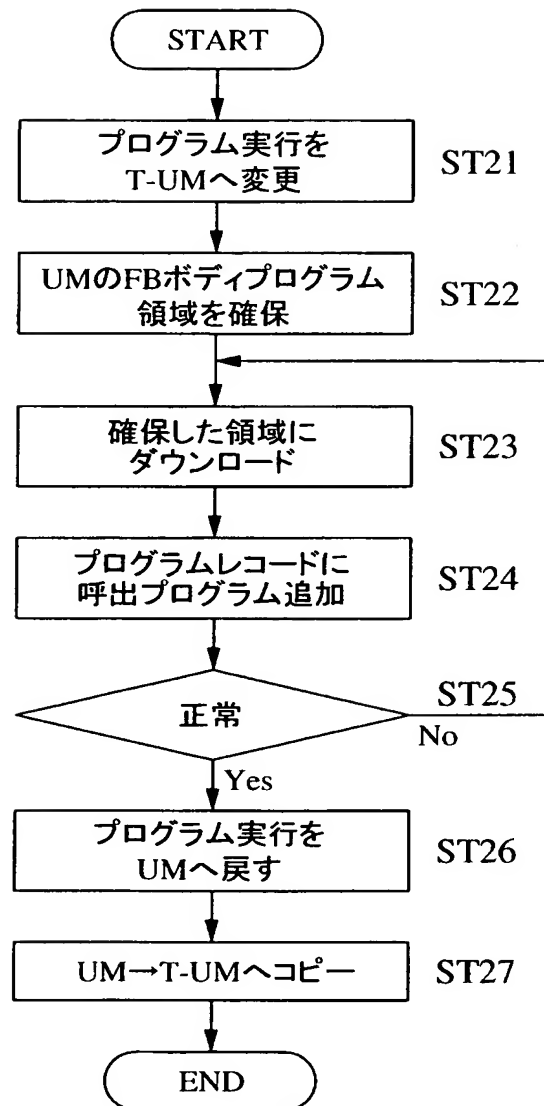 START
プログラム実行を
T-UMへ変更
ST21
UMのFBボディプログラム
領域を確保
ST22
確保した領域に
ダウンロード
ST23
プログラムレコードに
呼出プログラム追加
ST24
正常
ST25
No
Yes
プログラム実行を
UMへ戻す
ST26
UM→T-UMへコピー
ST27
END